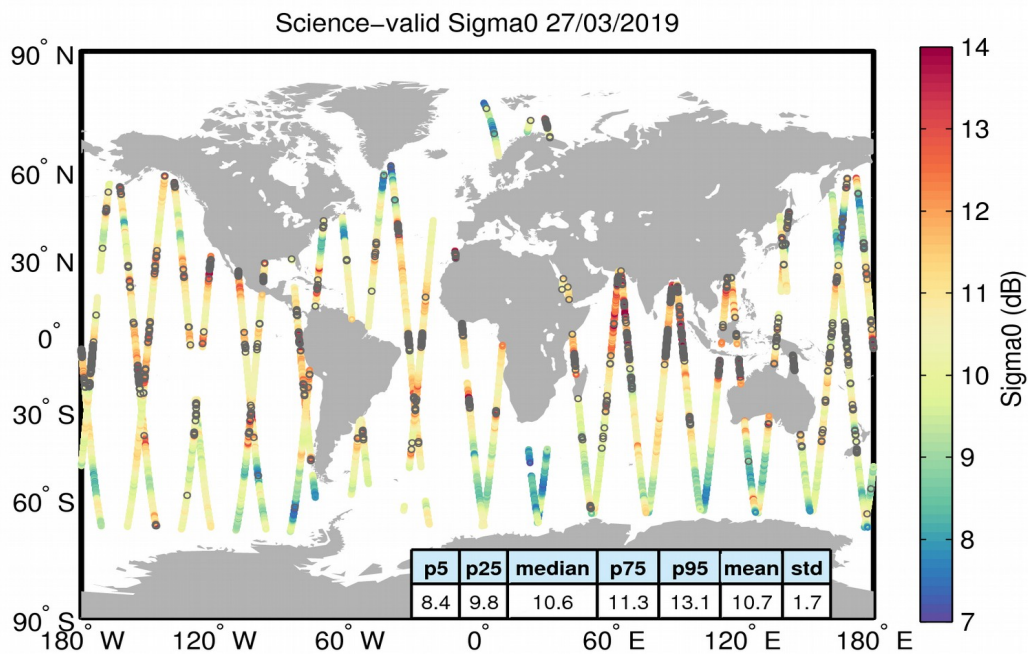 Science–valid Sigma0 27/03/2019
90° N
60° N
30° N
0°
30° S
60° S
90° S
180° W
120° W
60° W
0°
60° E
120° E
180° E
p5 p25 median p75 p95 mean std
8.4 9.8 10.6 11.3 13.1 10.7 1.7
14
13
12
11
10
9
8
7
Sigma0 (dB)